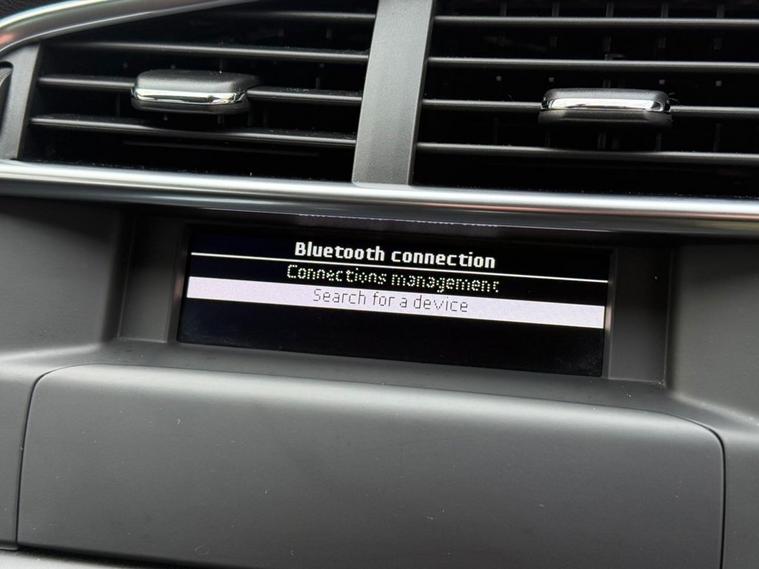 Bluetooth connection
Connections management
Search for a device